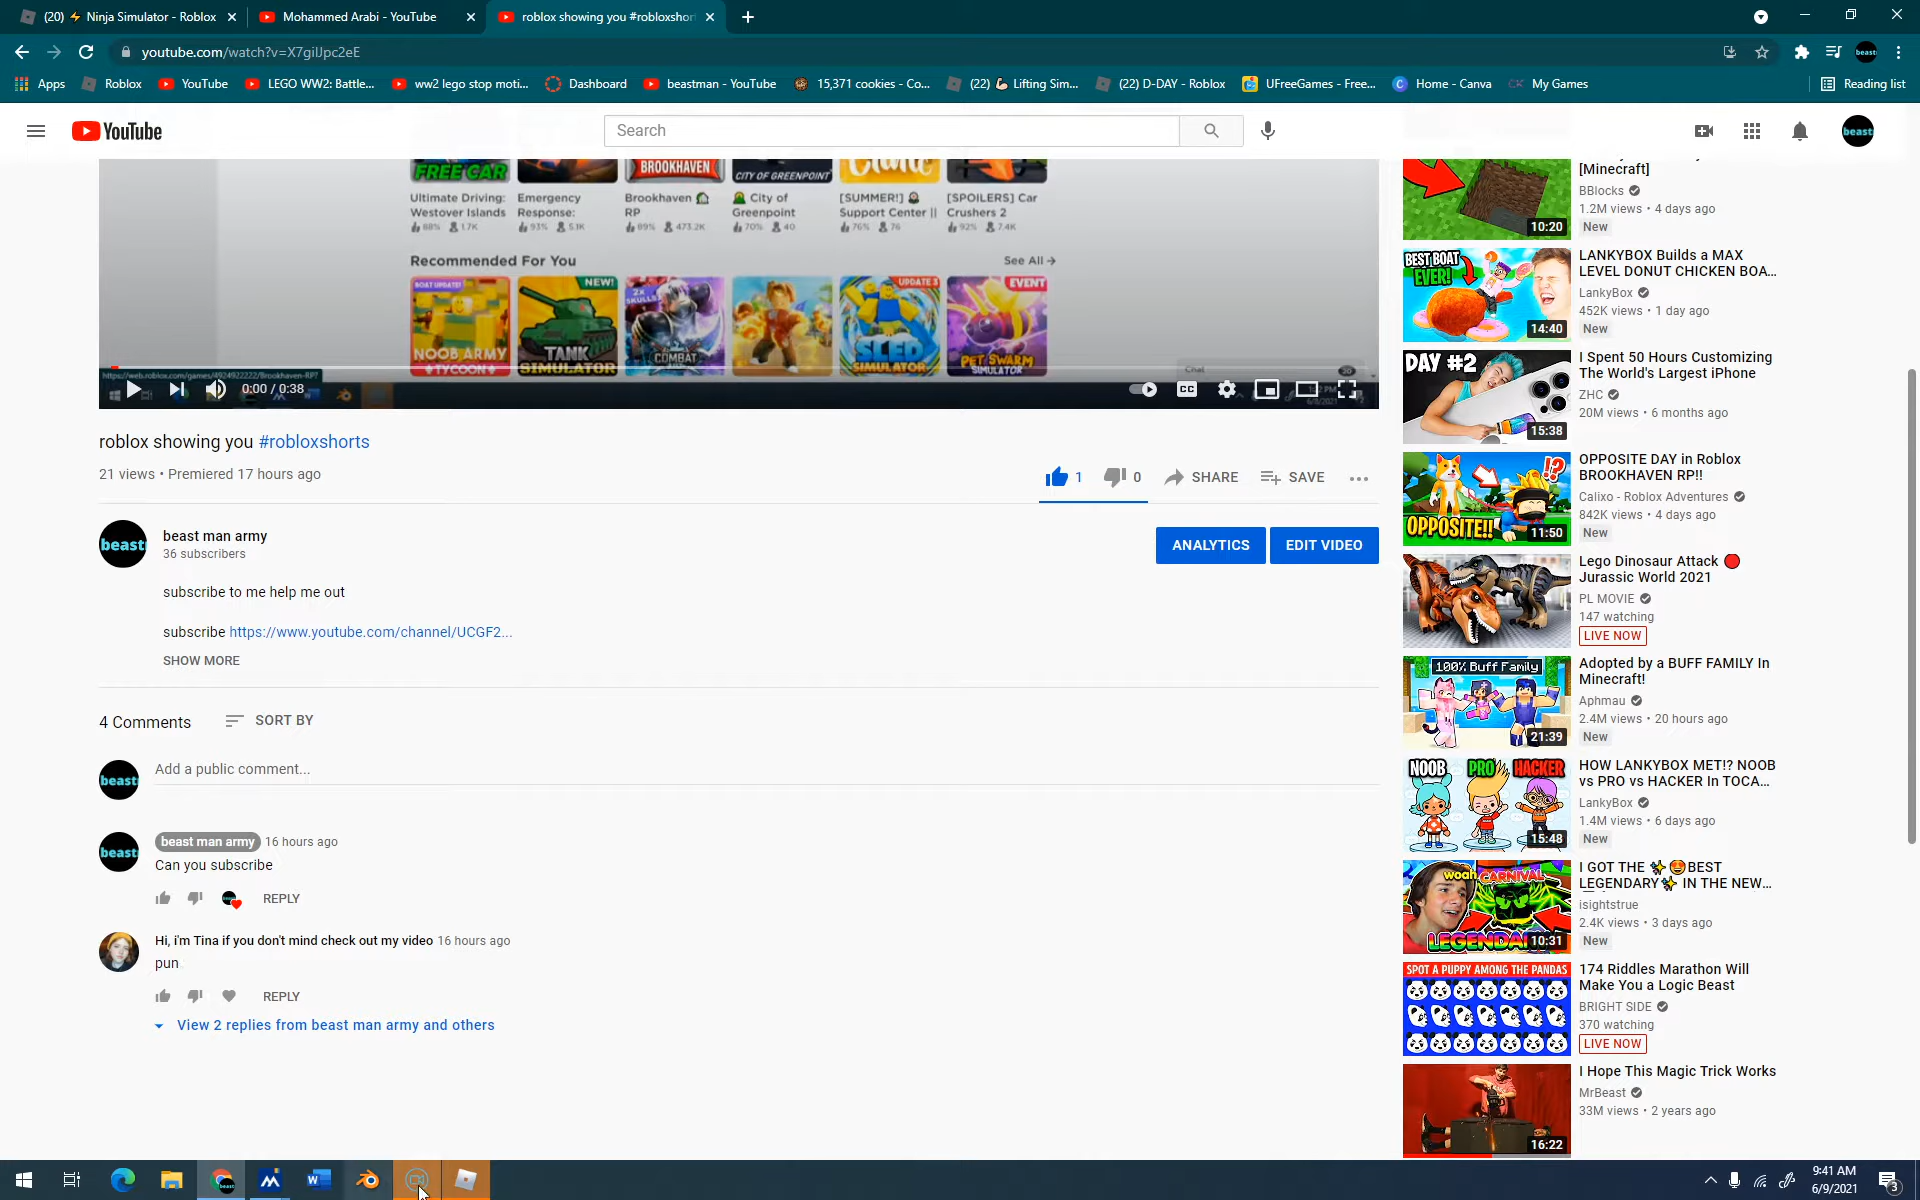 (20) ⚡ Ninja Simulator - Roblox
Mohammed Arabi - YouTube
roblox showing you #robloxshor
youtube.com/watch?v=X7gilJpc2eE
Apps
Roblox
YouTube
LEGO WW2: Battle...
ww2 lego stop moti...
Dashboard
beastman - YouTube
15,371 cookies - Co...
(22) 💪 Lifting Sim...
(22) D-DAY - Roblox
UFreeGames - Free...
Home - Canva
My Games
Reading list
YouTube
Search
beast
FREE CAR
BROOKHAVEN
CITY OF GREENPOINT
Ultimate Driving:
Westover Islands
88% 1.7K
Emergency
Response:
93% 5.1K
Brookhaven
RP
89% 473.2K
City of
Greenpoint
70% 40
[SUMMER!]
Support Center ||
76% 76
[SPOILERS] Car
Crushers 2
92% 7.4K
Recommended For You
See All →
BOAT UPDATE!
NOOB ARMY
TYCOON
NEW!
TANK
SIMULATOR
2X
SKULLS
COMBAT
UPDATE 3
SLED
SIMULATOR
EVENT
PET SWARM
SIMULATOR
Chat
https://web.roblox.com/games/4924922222/Brookhaven-RP?
0:00 / 0:38
CC
roblox showing you #robloxshorts
21 views • Premiered 17 hours ago
1
0
SHARE
SAVE
beast
beast man army
36 subscribers
ANALYTICS
EDIT VIDEO
subscribe to me help me out
subscribe https://www.youtube.com/channel/UCGF2...
SHOW MORE
4 Comments
SORT BY
beast
Add a public comment...
beast
beast man army 16 hours ago
Can you subscribe
REPLY
Hi, i'm Tina if you don't mind check out my video 16 hours ago
pun
REPLY
View 2 replies from beast man army and others
[Minecraft]
BBlocks
1.2M views • 4 days ago
New
10:20
BEST BOAT
EVER!
14:40
LANKYBOX Builds a MAX
LEVEL DONUT CHICKEN BOA...
LankyBox
452K views • 1 day ago
New
DAY #2
15:38
I Spent 50 Hours Customizing
The World's Largest iPhone
ZHC
20M views • 6 months ago
!?
OPPOSITE!!
11:50
OPPOSITE DAY in Roblox
BROOKHAVEN RP!!
Calixo - Roblox Adventures
842K views • 4 days ago
New
Lego Dinosaur Attack 🔴
Jurassic World 2021
PL MOVIE
147 watching
LIVE NOW
100% Buff Family
21:39
Adopted by a BUFF FAMILY In
Minecraft!
Aphmau
2.4M views • 20 hours ago
New
NOOB PRO HACKER
15:48
HOW LANKYBOX MET!? NOOB
vs PRO vs HACKER In TOCA...
LankyBox
1.4M views • 6 days ago
New
woah
CARNIVAL
10:31
I GOT THE ✨😍BEST
LEGENDARY✨ IN THE NEW...
isightstrue
2.4K views • 3 days ago
New
SPOT A PUPPY AMONG THE PANDAS
174 Riddles Marathon Will
Make You a Logic Beast
BRIGHT SIDE
370 watching
LIVE NOW
16:22
I Hope This Magic Trick Works
MrBeast
33M views • 2 years ago
9:41 AM
6/9/2021
3